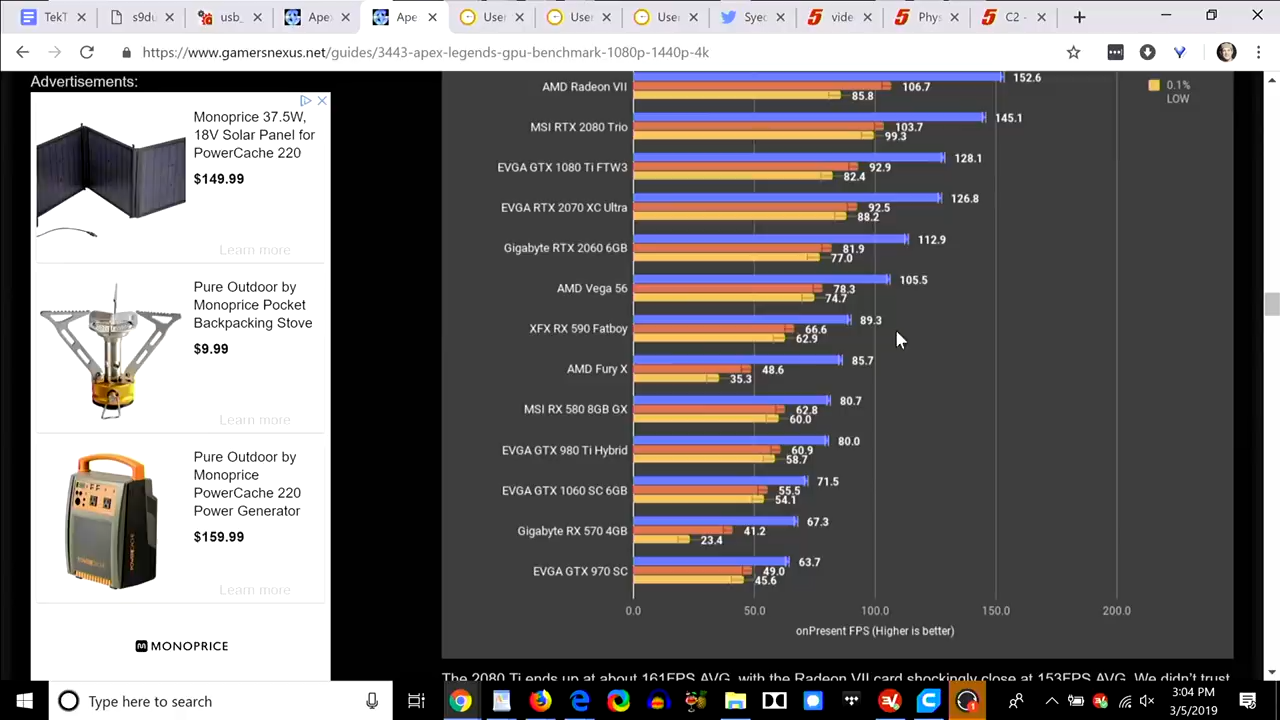 TekT
s9du
usb_
Apex
Ape
User
User
User
Syed
vide
Phys
C2 -
https://www.gamersnexus.net/guides/3443-apex-legends-gpu-benchmark-1080p-1440p-4k
Advertisements:
Monoprice 37.5W,
18V Solar Panel for
PowerCache 220
$149.99
Learn more
Pure Outdoor by
Monoprice Pocket
Backpacking Stove
$9.99
Learn more
Pure Outdoor by
Monoprice
PowerCache 220
Power Generator
$159.99
Learn more
MONOPRICE
0.1%
LOW
AMD Radeon VII 152.6 106.7 85.8
MSI RTX 2080 Trio 145.1 103.7 99.3
EVGA GTX 1080 Ti FTW3 128.1 92.9 82.4
EVGA RTX 2070 XC Ultra 126.8 92.5 88.2
Gigabyte RTX 2060 6GB 112.9 81.9 77.0
AMD Vega 56 105.5 78.3 74.7
XFX RX 590 Fatboy 89.3 66.6 62.9
AMD Fury X 85.7 48.6 35.3
MSI RX 580 8GB GX 80.7 62.8 60.0
EVGA GTX 980 Ti Hybrid 80.0 60.9 58.7
EVGA GTX 1060 SC 6GB 71.5 55.5 54.1
Gigabyte RX 570 4GB 67.3 41.2 23.4
EVGA GTX 970 SC 63.7 49.0 45.6
0.0 50.0 100.0 150.0 200.0
onPresent FPS (Higher is better)
The 2080 Ti ends up at about 161FPS AVG, with the Radeon VII card shockingly close at 153FPS AVG. We didn't trust
Type here to search
3:04 PM
3/5/2019